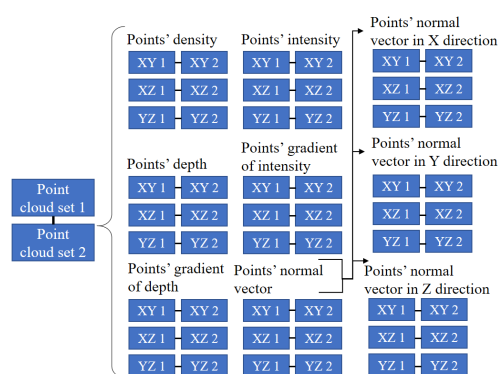 Point
cloud set 1
Point
cloud set 2
Points' density
XY 1 XY 2
XZ 1 XZ 2
YZ 1 YZ 2
Points' intensity
XY 1 XY 2
XZ 1 XZ 2
YZ 1 YZ 2
Points' depth
XY 1 XY 2
XZ 1 XZ 2
YZ 1 YZ 2
Points' gradient
of intensity
XY 1 XY 2
XZ 1 XZ 2
YZ 1 YZ 2
Points' gradient
of depth
XY 1 XY 2
XZ 1 XZ 2
YZ 1 YZ 2
Points' normal
vector
XY 1 XY 2
XZ 1 XZ 2
YZ 1 YZ 2
Points' normal
vector in X direction
XY 1 XY 2
XZ 1 XZ 2
YZ 1 YZ 2
Points' normal
vector in Y direction
XY 1 XY 2
XZ 1 XZ 2
YZ 1 YZ 2
Points' normal
vector in Z direction
XY 1 XY 2
XZ 1 XZ 2
YZ 1 YZ 2